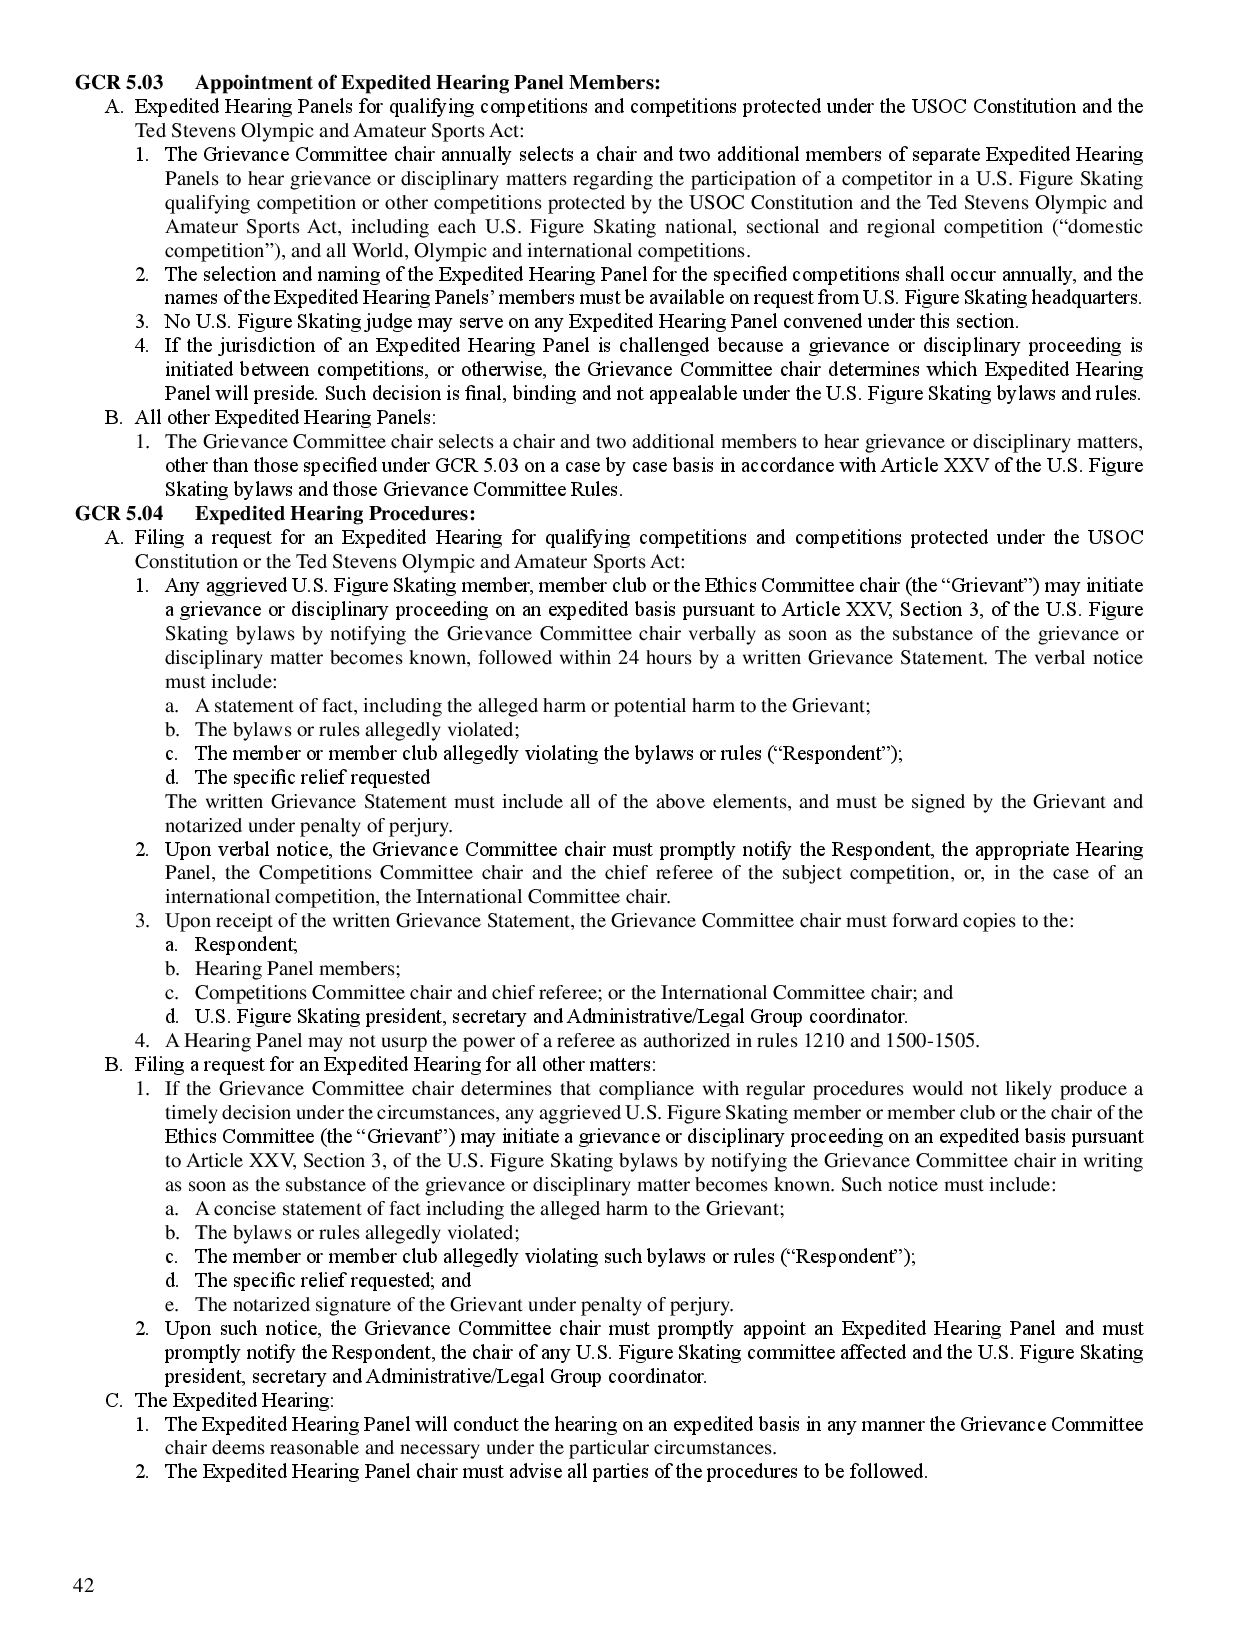 GCR 5.03 Appointment of Expedited Hearing Panel Members:
A. Expedited Hearing Panels for qualifying competitions and competitions protected under the USOC Constitution and the
Ted Stevens Olympic and Amateur Sports Act:
1. The Grievance Committee chair annually selects a chair and two additional members of separate Expedited Hearing
Panels to hear grievance or disciplinary matters regarding the participation of a competitor in a U.S. Figure Skating
qualifying competition or other competitions protected by the USOC Constitution and the Ted Stevens Olympic and
Amateur Sports Act, including each U.S. Figure Skating national, sectional and regional competition (“domestic
competition”), and all World, Olympic and international competitions.
2. The selection and naming of the Expedited Hearing Panel for the specified competitions shall occur annually, and the
names of the Expedited Hearing Panels’ members must be available on request from U.S. Figure Skating headquarters.
3. No U.S. Figure Skating judge may serve on any Expedited Hearing Panel convened under this section.
4. If the jurisdiction of an Expedited Hearing Panel is challenged because a grievance or disciplinary proceeding is
initiated between competitions, or otherwise, the Grievance Committee chair determines which Expedited Hearing
Panel will preside. Such decision is final, binding and not appealable under the U.S. Figure Skating bylaws and rules.
B. All other Expedited Hearing Panels:
1. The Grievance Committee chair selects a chair and two additional members to hear grievance or disciplinary matters,
other than those specified under GCR 5.03 on a case by case basis in accordance with Article XXV of the U.S. Figure
Skating bylaws and those Grievance Committee Rules.
GCR 5.04 Expedited Hearing Procedures:
A. Filing a request for an Expedited Hearing for qualifying competitions and competitions protected under the USOC
Constitution or the Ted Stevens Olympic and Amateur Sports Act:
1. Any aggrieved U.S. Figure Skating member, member club or the Ethics Committee chair (the “Grievant”) may initiate
a grievance or disciplinary proceeding on an expedited basis pursuant to Article XXV, Section 3, of the U.S. Figure
Skating bylaws by notifying the Grievance Committee chair verbally as soon as the substance of the grievance or
disciplinary matter becomes known, followed within 24 hours by a written Grievance Statement. The verbal notice
must include:
a. A statement of fact, including the alleged harm or potential harm to the Grievant;
b. The bylaws or rules allegedly violated;
c. The member or member club allegedly violating the bylaws or rules (“Respondent”);
d. The specific relief requested
The written Grievance Statement must include all of the above elements, and must be signed by the Grievant and
notarized under penalty of perjury.
2. Upon verbal notice, the Grievance Committee chair must promptly notify the Respondent, the appropriate Hearing
Panel, the Competitions Committee chair and the chief referee of the subject competition, or, in the case of an
international competition, the International Committee chair.
3. Upon receipt of the written Grievance Statement, the Grievance Committee chair must forward copies to the:
a. Respondent;
b. Hearing Panel members;
c. Competitions Committee chair and chief referee; or the International Committee chair; and
d. U.S. Figure Skating president, secretary and Administrative/Legal Group coordinator.
4. A Hearing Panel may not usurp the power of a referee as authorized in rules 1210 and 1500-1505.
B. Filing a request for an Expedited Hearing for all other matters:
1. If the Grievance Committee chair determines that compliance with regular procedures would not likely produce a
timely decision under the circumstances, any aggrieved U.S. Figure Skating member or member club or the chair of the
Ethics Committee (the “Grievant”) may initiate a grievance or disciplinary proceeding on an expedited basis pursuant
to Article XXV, Section 3, of the U.S. Figure Skating bylaws by notifying the Grievance Committee chair in writing
as soon as the substance of the grievance or disciplinary matter becomes known. Such notice must include:
a. A concise statement of fact including the alleged harm to the Grievant;
b. The bylaws or rules allegedly violated;
c. The member or member club allegedly violating such bylaws or rules (“Respondent”);
d. The specific relief requested; and
e. The notarized signature of the Grievant under penalty of perjury.
2. Upon such notice, the Grievance Committee chair must promptly appoint an Expedited Hearing Panel and must
promptly notify the Respondent, the chair of any U.S. Figure Skating committee affected and the U.S. Figure Skating
president, secretary and Administrative/Legal Group coordinator.
C. The Expedited Hearing:
1. The Expedited Hearing Panel will conduct the hearing on an expedited basis in any manner the Grievance Committee
chair deems reasonable and necessary under the particular circumstances.
2. The Expedited Hearing Panel chair must advise all parties of the procedures to be followed.
42